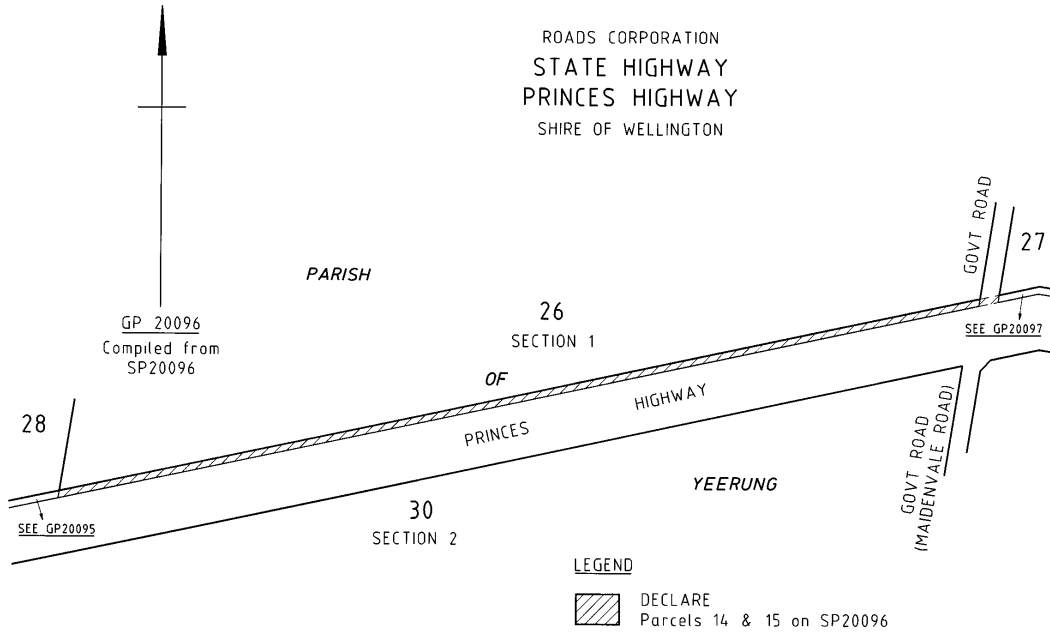 ROADS CORPORATION
STATE HIGHWAY
PRINCES HIGHWAY
SHIRE OF WELLINGTON
GOVT ROAD
27
PARISH
26
SECTION 1
GP 20096
Compiled from
SP20096
SEE GP20097
OF
28
PRINCES HIGHWAY
GOVT ROAD
(MAIDENVALE ROAD)
YEERUNG
30
SECTION 2
SEE GP20095
LEGEND
DECLARE
Parcels 14 & 15 on SP20096